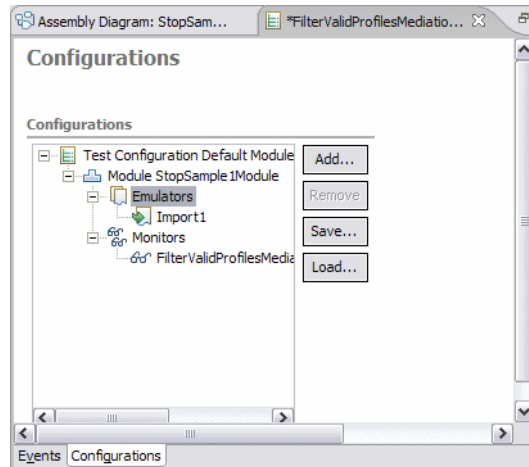 Assembly Diagram: StopSam... *FilterValidProfilesMediatio...
Configurations
Configurations
Test Configuration Default Module
Add...
Module StopSample1Module
Emulators
Remove
Import1
Save...
Monitors
FilterValidProfilesMedia
Load...
Events Configurations